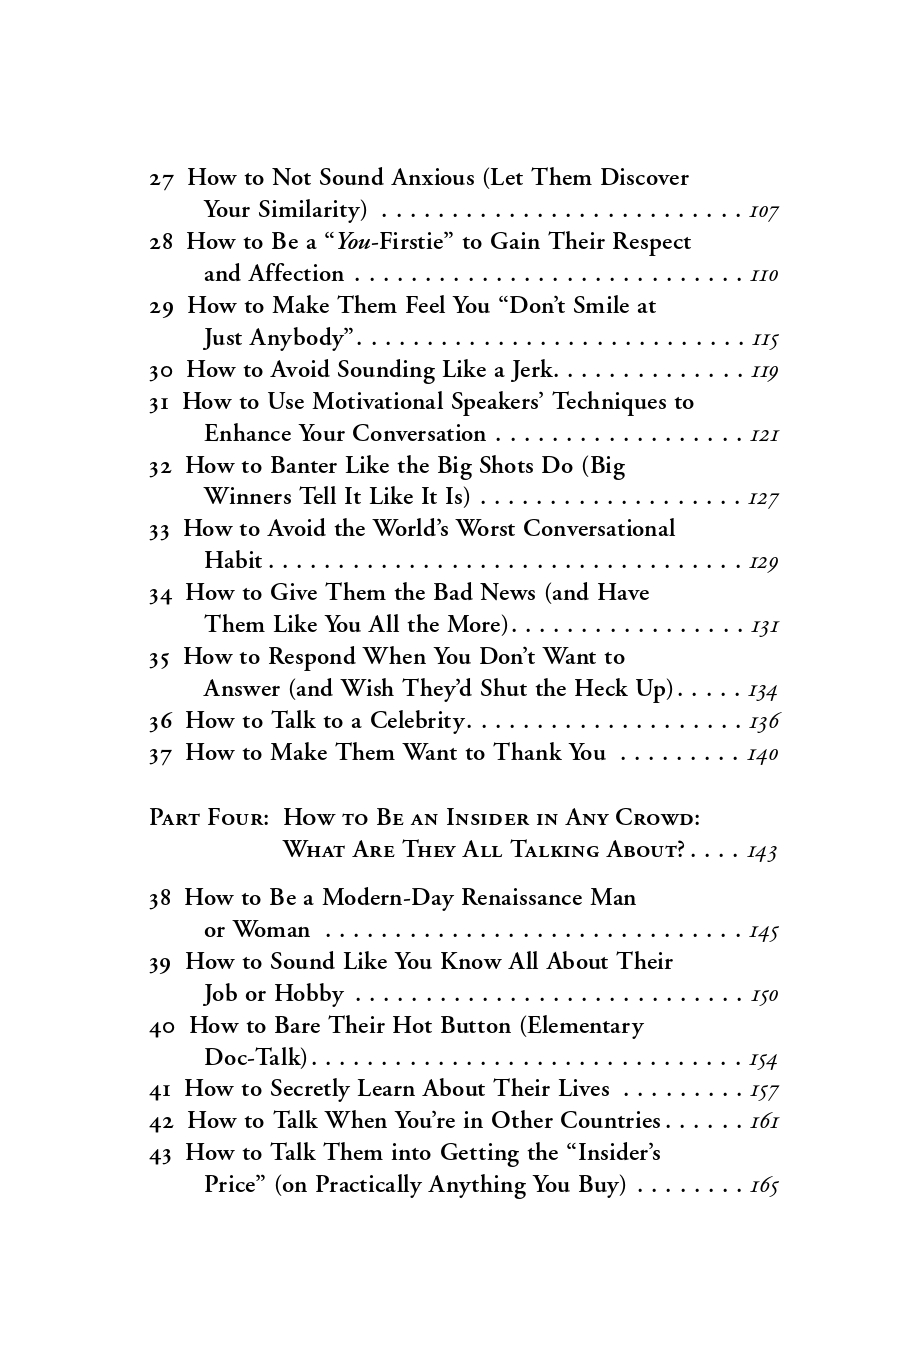 27 How to Not Sound Anxious (Let Them Discover
Your Similarity) . . . . . . . . . . . . . . . . . . . . . . . . . . 107
28 How to Be a “You-Firstie” to Gain Their Respect
and Affection . . . . . . . . . . . . . . . . . . . . . . . . . . . . 110
29 How to Make Them Feel You “Don’t Smile at
Just Anybody”. . . . . . . . . . . . . . . . . . . . . . . . . . . . 115
30 How to Avoid Sounding Like a Jerk. . . . . . . . . . . . . . 119
31 How to Use Motivational Speakers’ Techniques to
Enhance Your Conversation . . . . . . . . . . . . . . . . . . 121
32 How to Banter Like the Big Shots Do (Big
Winners Tell It Like It Is) . . . . . . . . . . . . . . . . . . . 127
33 How to Avoid the World’s Worst Conversational
Habit . . . . . . . . . . . . . . . . . . . . . . . . . . . . . . . . . . 129
34 How to Give Them the Bad News (and Have
Them Like You All the More). . . . . . . . . . . . . . . . . 131
35 How to Respond When You Don’t Want to
Answer (and Wish They’d Shut the Heck Up). . . . . 134
36 How to Talk to a Celebrity. . . . . . . . . . . . . . . . . . . . 136
37 How to Make Them Want to Thank You . . . . . . . . . 140
Part Four: How to Be an Insider in Any Crowd:
What Are They All Talking About? . . . . 143
38 How to Be a Modern-Day Renaissance Man
or Woman . . . . . . . . . . . . . . . . . . . . . . . . . . . . . . 145
39 How to Sound Like You Know All About Their
Job or Hobby . . . . . . . . . . . . . . . . . . . . . . . . . . . . 150
40 How to Bare Their Hot Button (Elementary
Doc-Talk). . . . . . . . . . . . . . . . . . . . . . . . . . . . . . . 154
41 How to Secretly Learn About Their Lives . . . . . . . . . 157
42 How to Talk When You’re in Other Countries . . . . . . 161
43 How to Talk Them into Getting the “Insider’s
Price” (on Practically Anything You Buy) . . . . . . . . 165